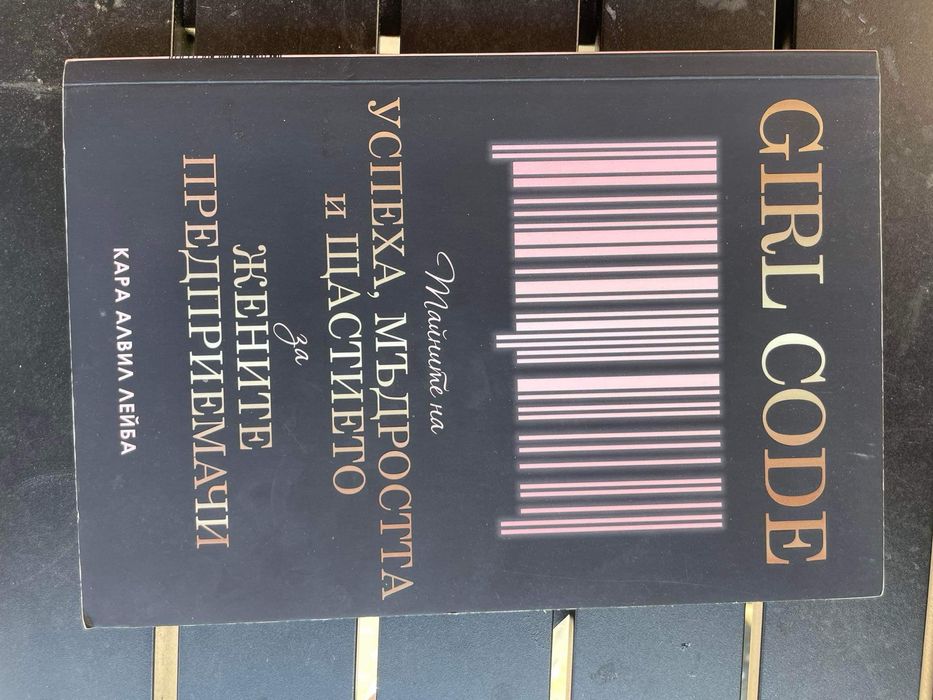 GIRL CODE
Тайните на
УСПЕХА, МЪДРОСТТА
и ЩАСТИЕТО
за
ЖЕНИТЕ
ПРЕДПРИЕМАЧИ
КАРА АЛВИЛ ЛЕЙБА